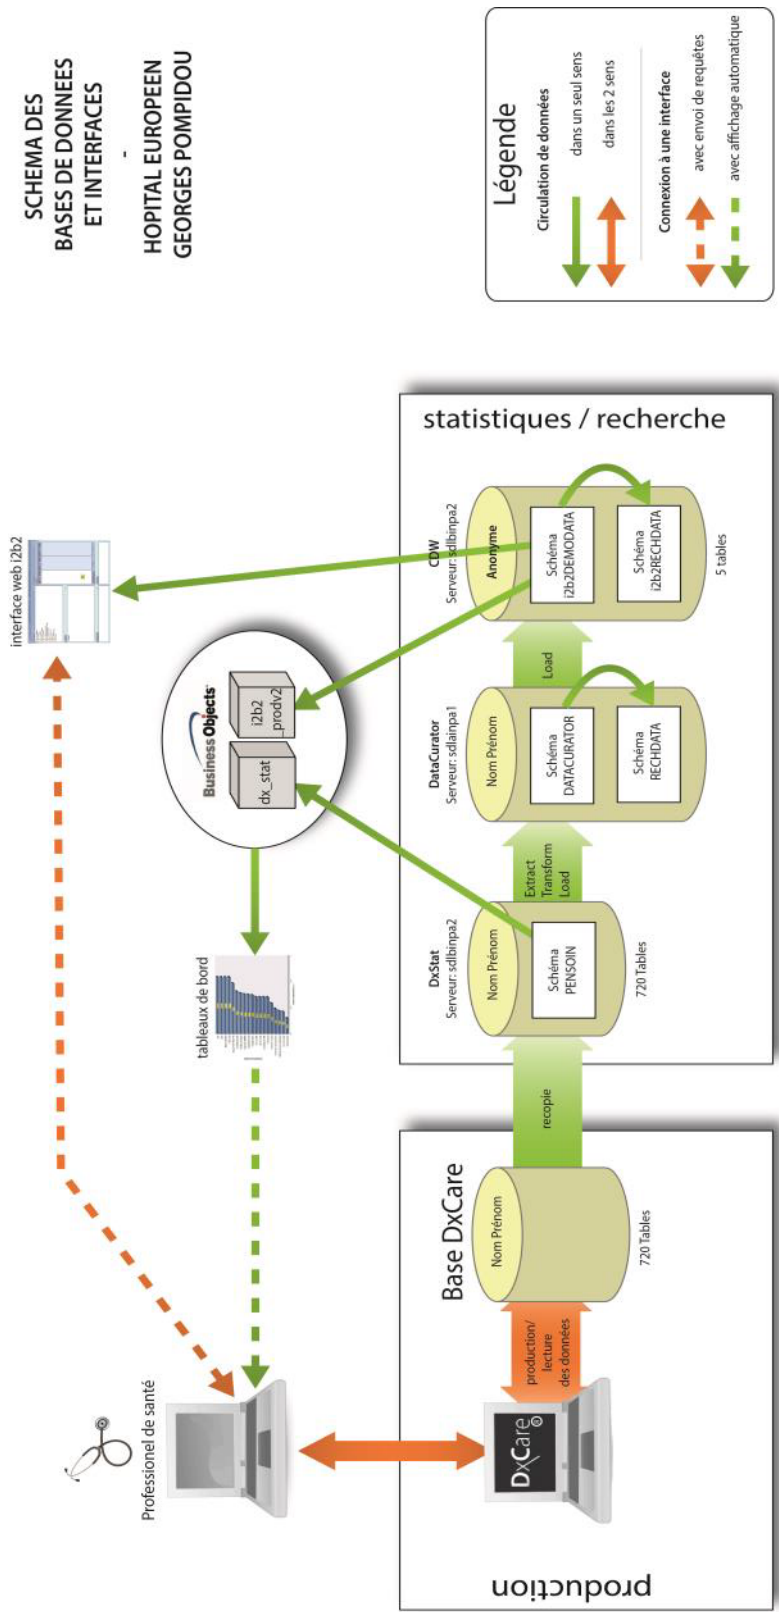 SCHEMA DES
BASES DE DONNEES
ET INTERFACES
-
HOPITAL EUROPEEN
GEORGES POMPIDOU
Professionel de santé
tableaux de bord
Business Objects
dx_stat
i2b2
_prodv2
interface web i2b2
production
DxCare®
production/
lecture
des données
Base DxCare
Nom Prénom
720 Tables
recopie
statistiques / recherche
DxStat
Serveur: sdlbinpa2
Nom Prénom
Schéma
PENSOIN
720 Tables
Extract
Transform
Load
DataCurator
Serveur: sdlainpa1
Nom Prénom
Schéma
DATACURATOR
Schéma
RECHDATA
Load
CDW
Serveur: sdlbinpa2
Anonyme
Schéma
i2b2DEMODATA
Schéma
i2b2RECHDATA
5 tables
Légende
Circulation de données
dans un seul sens
dans les 2 sens
Connexion à une interface
avec envoi de requêtes
avec affichage automatique